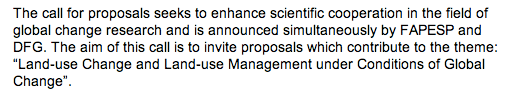 The call for proposals seeks to enhance scientific cooperation in the field of
global change research and is announced simultaneously by FAPESP and
DFG. The aim of this call is to invite proposals which contribute to the theme:
“Land-use Change and Land-use Management under Conditions of Global
Change”.